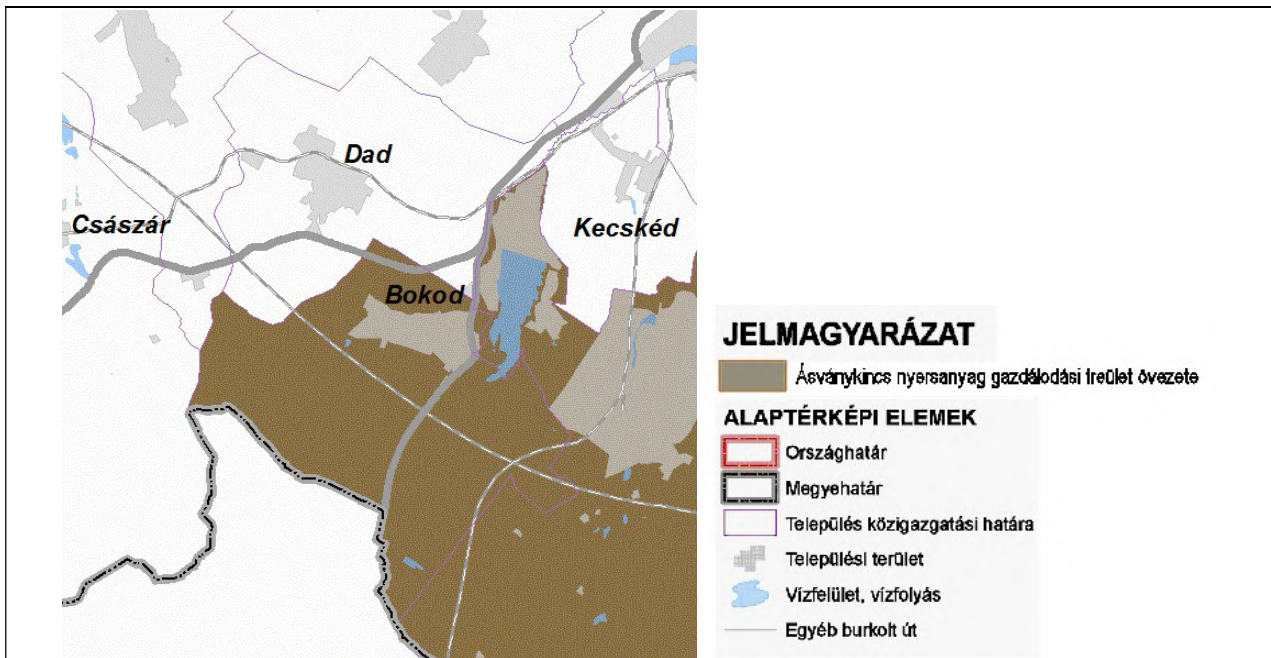 Dad
Császár
Kecskéd
Bokod
JELMAGYARÁZAT
Ásványkincs nyersanyag gazdálodási treület övezete
ALAPTÉRKÉPI ELEMEK
Országhatár
Megyehatár
Település közigazgatási határa
Települési terület
Vízfelület, vízfolyás
Egyéb burkolt út